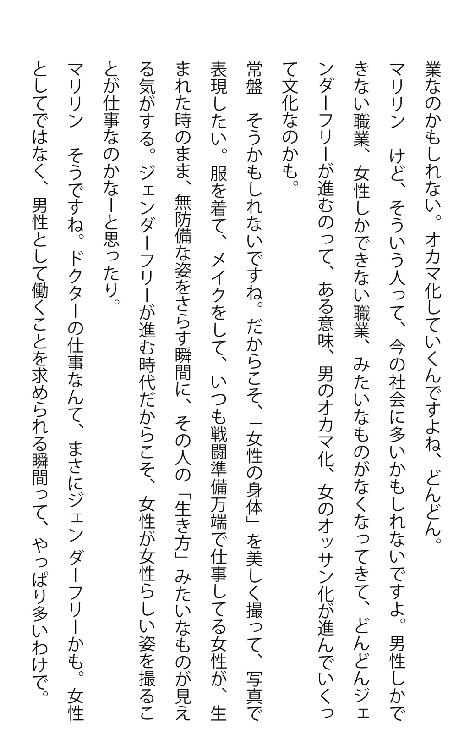 業なのかもしれない。オカマ化していくんですよね、どんどん。
マリリン　けど、そういう人って、今の社会に多いかもしれないですよ。男性しかで
きない職業、女性しかできない職業、みたいなものがなくなってきて、どんどんジェ
ンダーフリーが進むのって、ある意味、男のオカマ化、女のオッサン化が進んでいくっ
て文化なのかも。
常盤　そうかもしれないですね。だからこそ、「女性の身体」を美しく撮って、写真で
表現したい。服を着て、メイクをして、いつも戦闘準備万端で仕事してる女性が、生
まれた時のまま、無防備な姿をさらす瞬間に、その人の「生き方」みたいなものが見え
る気がする。ジェンダーフリーが進む時代だからこそ、女性が女性らしい姿を撮るこ
とが仕事なのかなーと思ったり。
マリリン　そうですね。ドクターの仕事なんて、まさにジェンダーフリーかも。女性
としてではなく、男性として働くことを求められる瞬間って、やっぱり多いわけで。